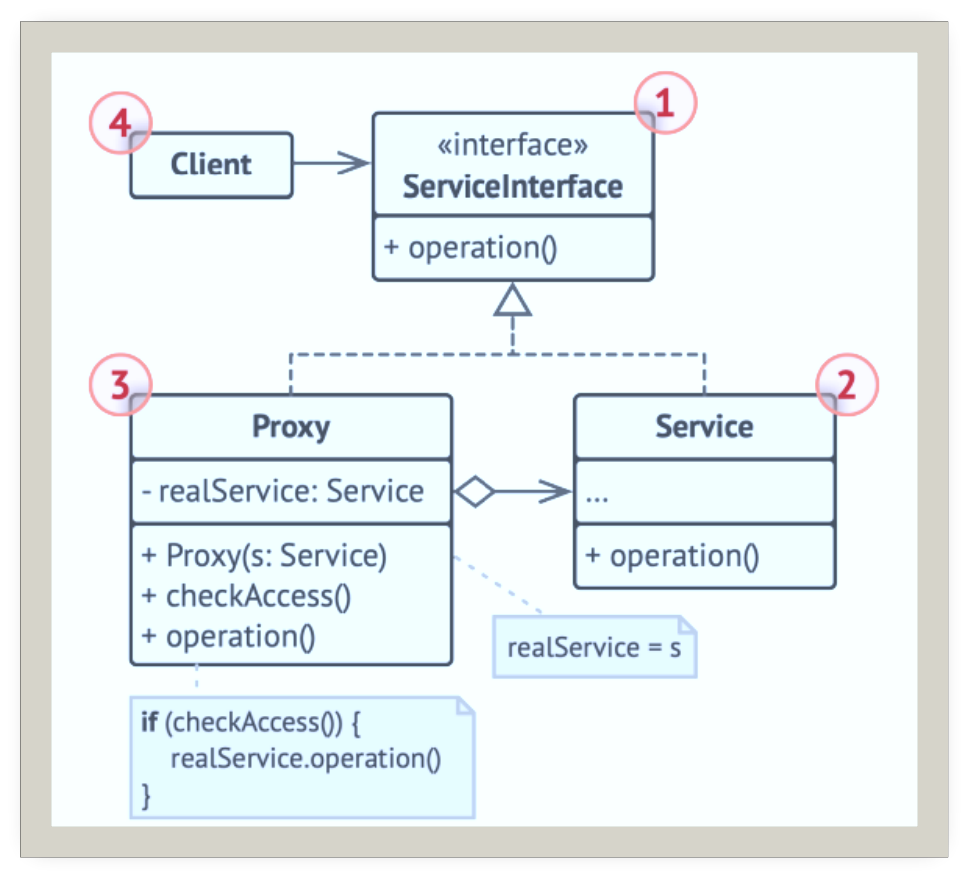 4
Client
1
«interface»
ServiceInterface
+ operation()
3
Proxy
- realService: Service
+ Proxy(s: Service)
+ checkAccess()
+ operation()
2
Service
...
+ operation()
realService = s
if (checkAccess()) {
realService.operation()
}